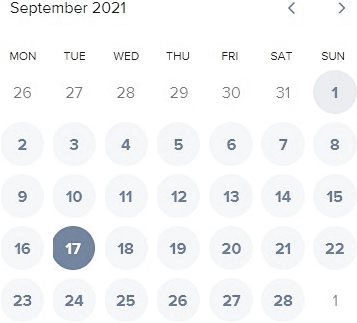 September 2021
MON TUE WED THU FRI SAT SUN
26 27 28 29 30 31 1
2 3 4 5 6 7 8
9 10 11 12 13 14 15
16 17 18 19 20 21 22
23 24 25 26 27 28 1